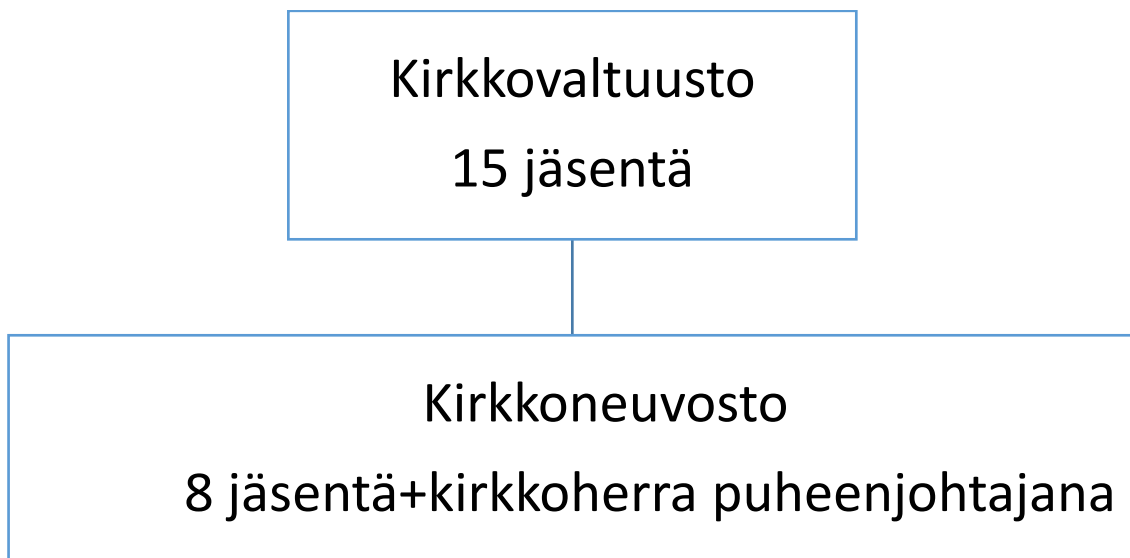 Kirkkovaltuusto
15 jäsentä
Kirkkoneuvosto
8 jäsentä+kirkkoherra puheenjohtajana